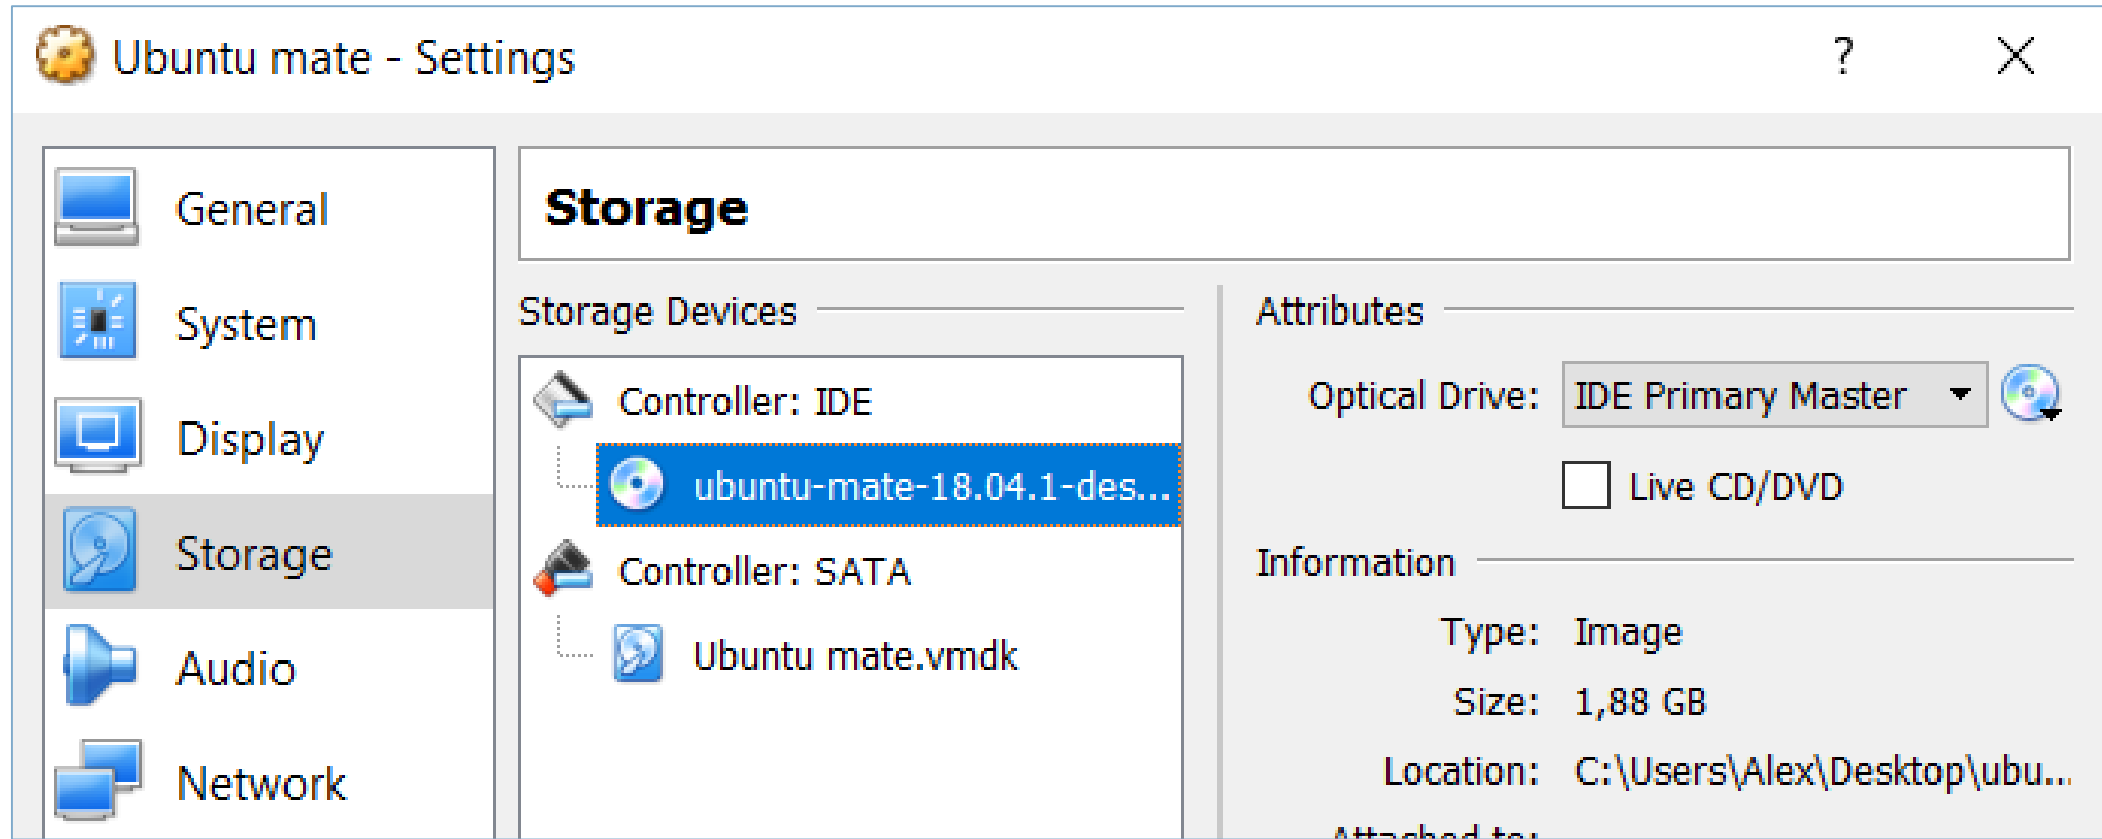 Ubuntu mate - Settings
?
General
System
Display
Storage
Audio
Network
Storage
Storage Devices
Controller: IDE
ubuntu-mate-18.04.1-des...
Controller: SATA
Ubuntu mate.vmdk
Attributes
Optical Drive: IDE Primary Master
Live CD/DVD
Information
Type: Image
Size: 1,88 GB
Location: C:\Users\Alex\Desktop\ubu...
Attached to: